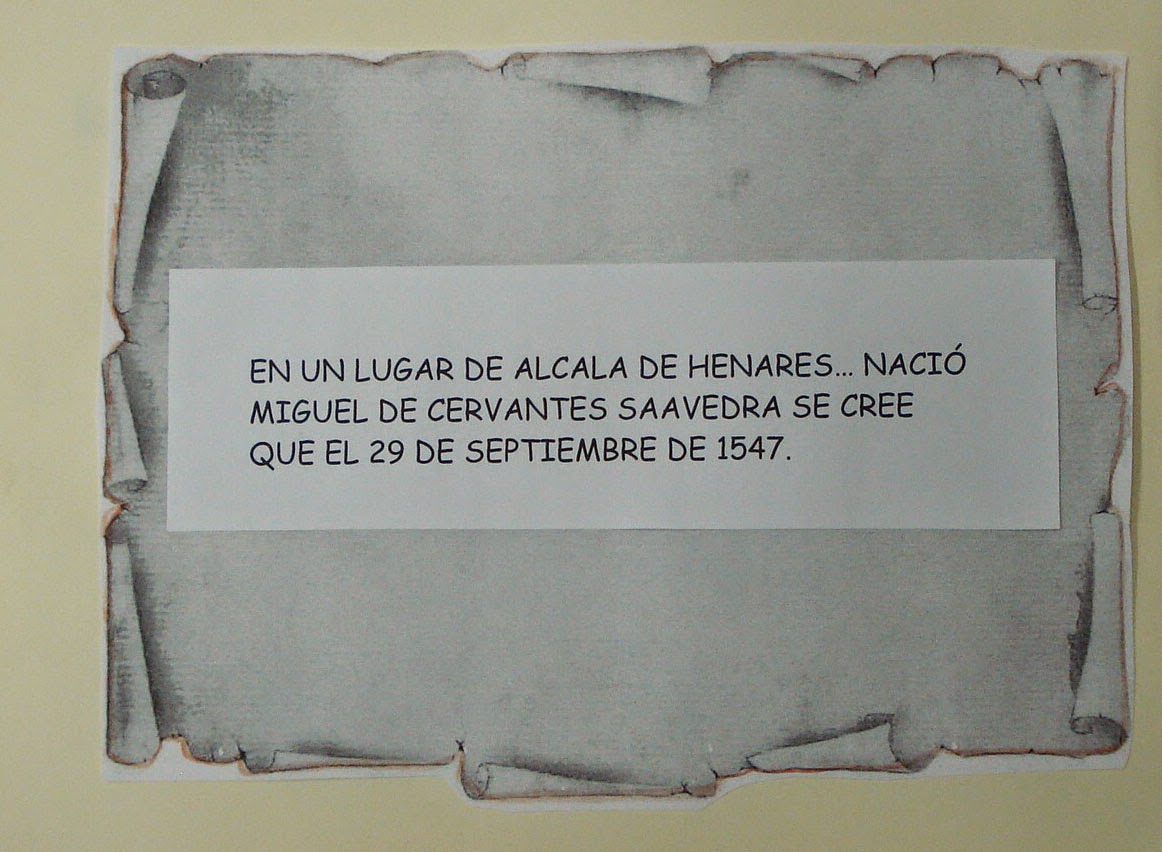 EN UN LUGAR DE ALCALA DE HENARES... NACIÓ
MIGUEL DE CERVANTES SAAVEDRA SE CREE
QUE EL 29 DE SEPTIEMBRE DE 1547.